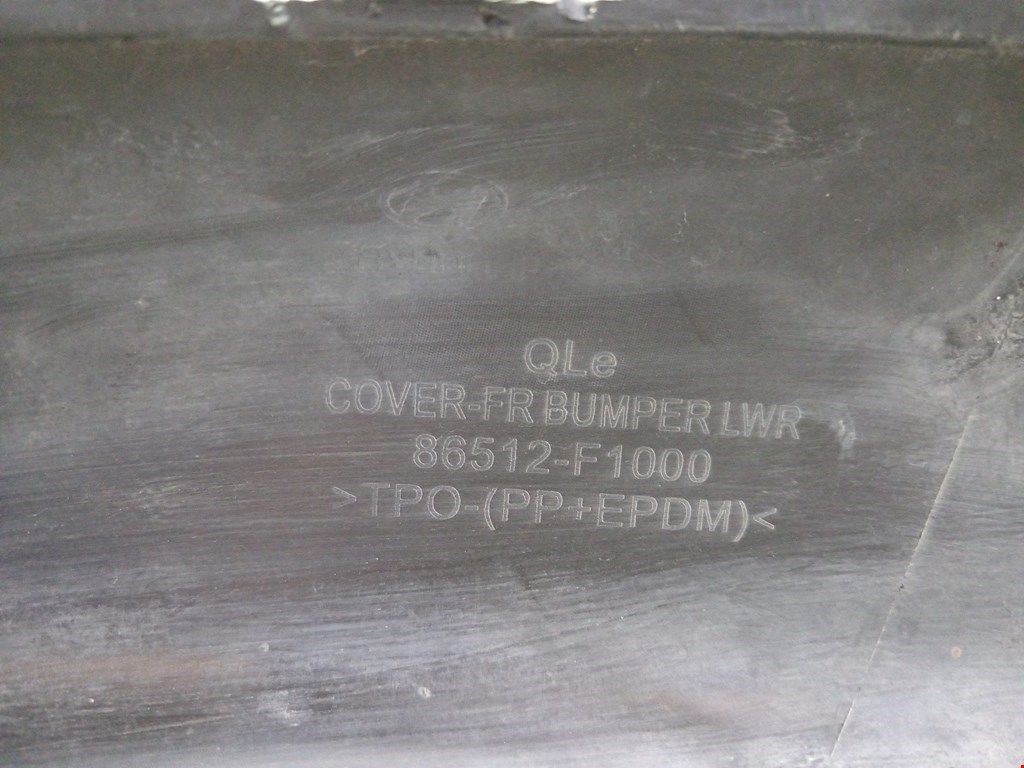 QLe
COVER-FR BUMPER LWR
86512-F1000
>TPO-(PP+EPDM)<